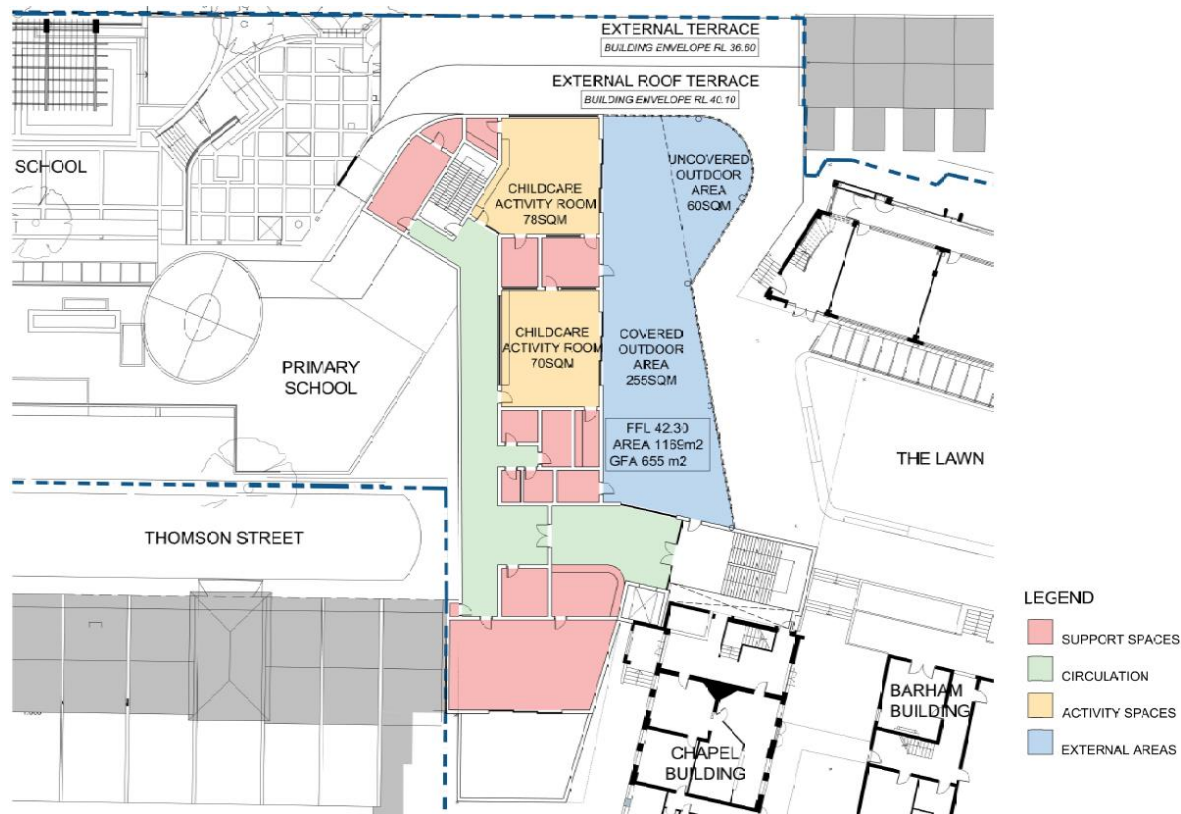 EXTERNAL TERRACE
BUILDING ENVELOPE RL 36.60
EXTERNAL ROOF TERRACE
BUILDING ENVELOPE RL 40.10
SCHOOL
CHILDCARE
ACTIVITY ROOM
78SQM
UNCOVERED
OUTDOOR
AREA
60SQM
CHILDCARE
ACTIVITY ROOM
70SQM
COVERED
OUTDOOR
AREA
255SQM
PRIMARY
SCHOOL
FFL 42.30
AREA 1169m2
GFA 655 m2
THE LAWN
THOMSON STREET
LEGEND
SUPPORT SPACES
CIRCULATION
ACTIVITY SPACES
EXTERNAL AREAS
BARHAM
BUILDING
CHAPEL
BUILDING